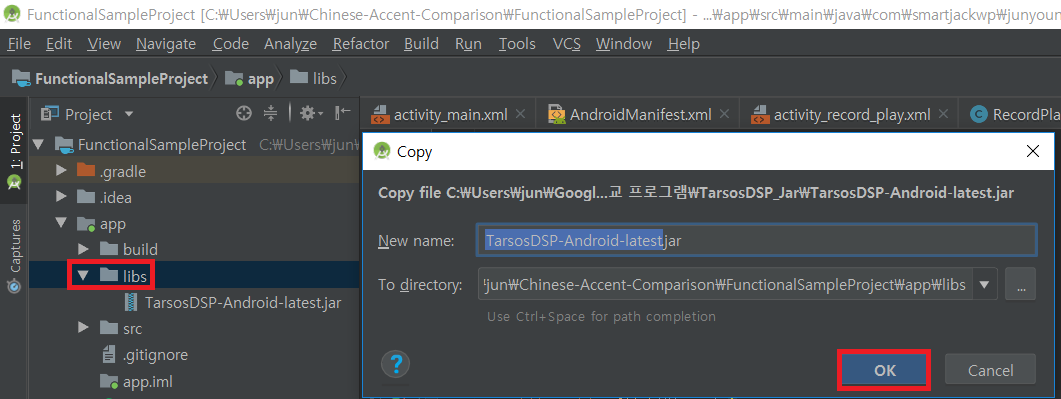 FunctionalSampleProject [C:₩Users₩jun₩Chinese-Accent-Comparison₩FunctionalSampleProject] - ...₩app₩src₩main₩java₩com₩smartjackwp₩junyoun
File Edit View Navigate Code Analyze Refactor Build Run Tools VCS Window Help
FunctionalSampleProject app libs
Project activity_main.xml AndroidManifest.xml activity_record_play.xml RecordPla
1: Project
Captures
FunctionalSampleProject C:₩Users₩jun₩
.gradle
.idea
app
build
libs
TarsosDSP-Android-latest.jar
src
.gitignore
app.iml
Copy
Copy file C:₩Users₩jun₩Googl...교 프로그램₩TarsosDSP_Jar₩TarsosDSP-Android-latest.jar
New name: TarsosDSP-Android-latest.jar
To directory: jun₩Chinese-Accent-Comparison₩FunctionalSampleProject₩app₩libs ...
Use Ctrl+Space for path completion
? OK Cancel